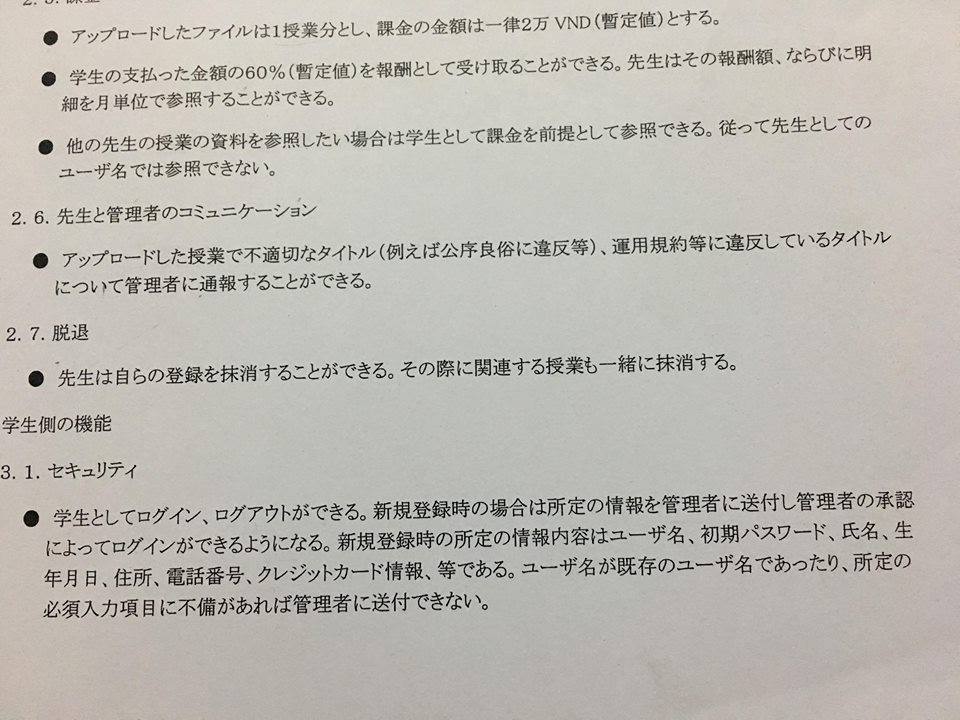 2. 5. 課金
● アップロードしたファイルは1授業分とし、課金の金額は一律2万 VND(暫定値)とする。
● 学生の支払った金額の60%(暫定値)を報酬として受け取ることができる。先生はその報酬額、ならびに明
細を月単位で参照することができる。
● 他の先生の授業の資料を参照したい場合は学生として課金を前提として参照できる。従って先生としての
ユーザ名では参照できない。
2. 6. 先生と管理者のコミュニケーション
● アップロードした授業で不適切なタイトル(例えば公序良俗に違反等)、運用規約等に違反しているタイトル
について管理者に通報することができる。
2. 7. 脱退
● 先生は自らの登録を抹消することができる。その際に関連する授業も一緒に抹消する。
学生側の機能
3. 1. セキュリティ
● 学生としてログイン、ログアウトができる。新規登録時の場合は所定の情報を管理者に送付し管理者の承認
によってログインができるようになる。新規登録時の所定の情報内容はユーザ名、初期パスワード、氏名、生
年月日、住所、電話番号、クレジットカード情報、等である。ユーザ名が既存のユーザ名であったり、所定の
必須入力項目に不備があれば管理者に送付できない。